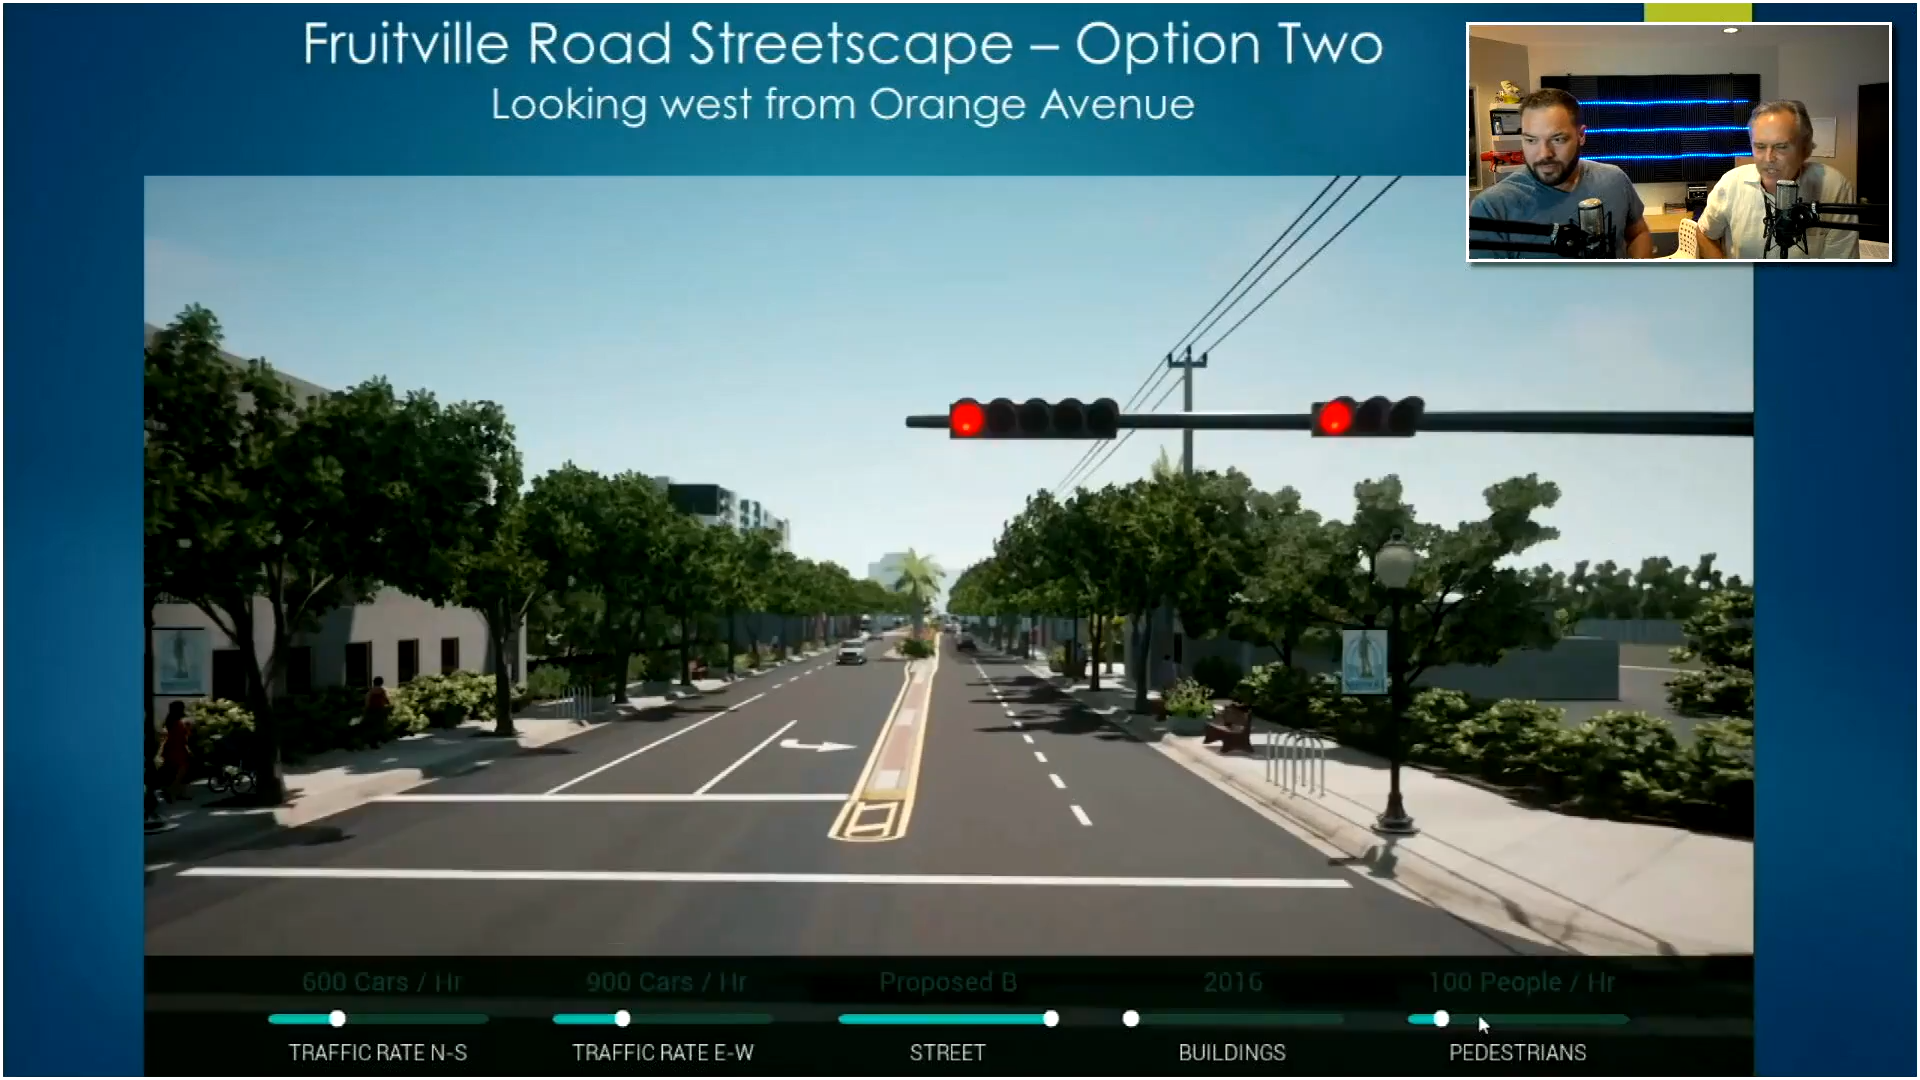 Fruitville Road Streetscape – Option Two
Looking west from Orange Avenue
600 Cars / Hr
900 Cars / Hr
Proposed B
2016
100 People / Hr
TRAFFIC RATE N-S
TRAFFIC RATE E-W
STREET
BUILDINGS
PEDESTRIANS